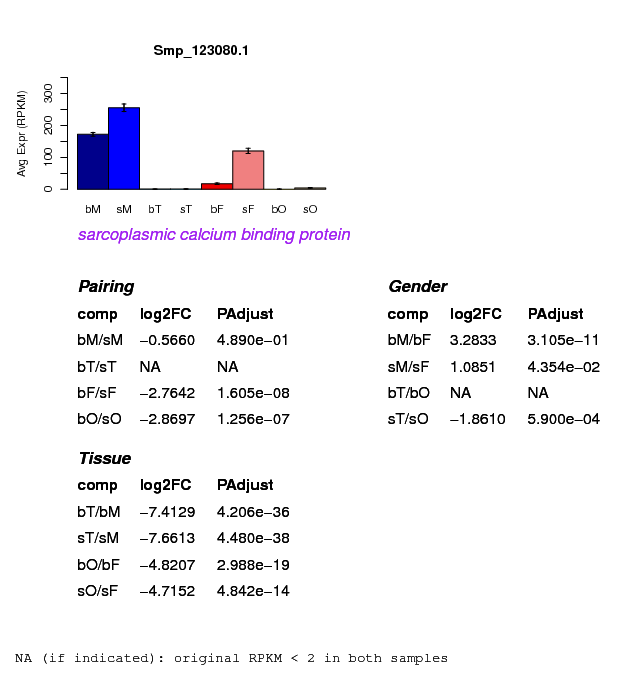 Smp_123080.1
Avg Expr (RPKM)
300
200
100
0
bM sM bT sT bF sF bO sO
sarcoplasmic calcium binding protein
Pairing
comp log2FC PAdjust
bM/sM −0.5660 4.890e−01
bT/sT NA NA
bF/sF −2.7642 1.605e−08
bO/sO −2.8697 1.256e−07
Gender
comp log2FC PAdjust
bM/bF 3.2833 3.105e−11
sM/sF 1.0851 4.354e−02
bT/bO NA NA
sT/sO −1.8610 5.900e−04
Tissue
comp log2FC PAdjust
bT/bM −7.4129 4.206e−36
sT/sM −7.6613 4.480e−38
bO/bF −4.8207 2.988e−19
sO/sF −4.7152 4.842e−14
NA (if indicated): original RPKM < 2 in both samples